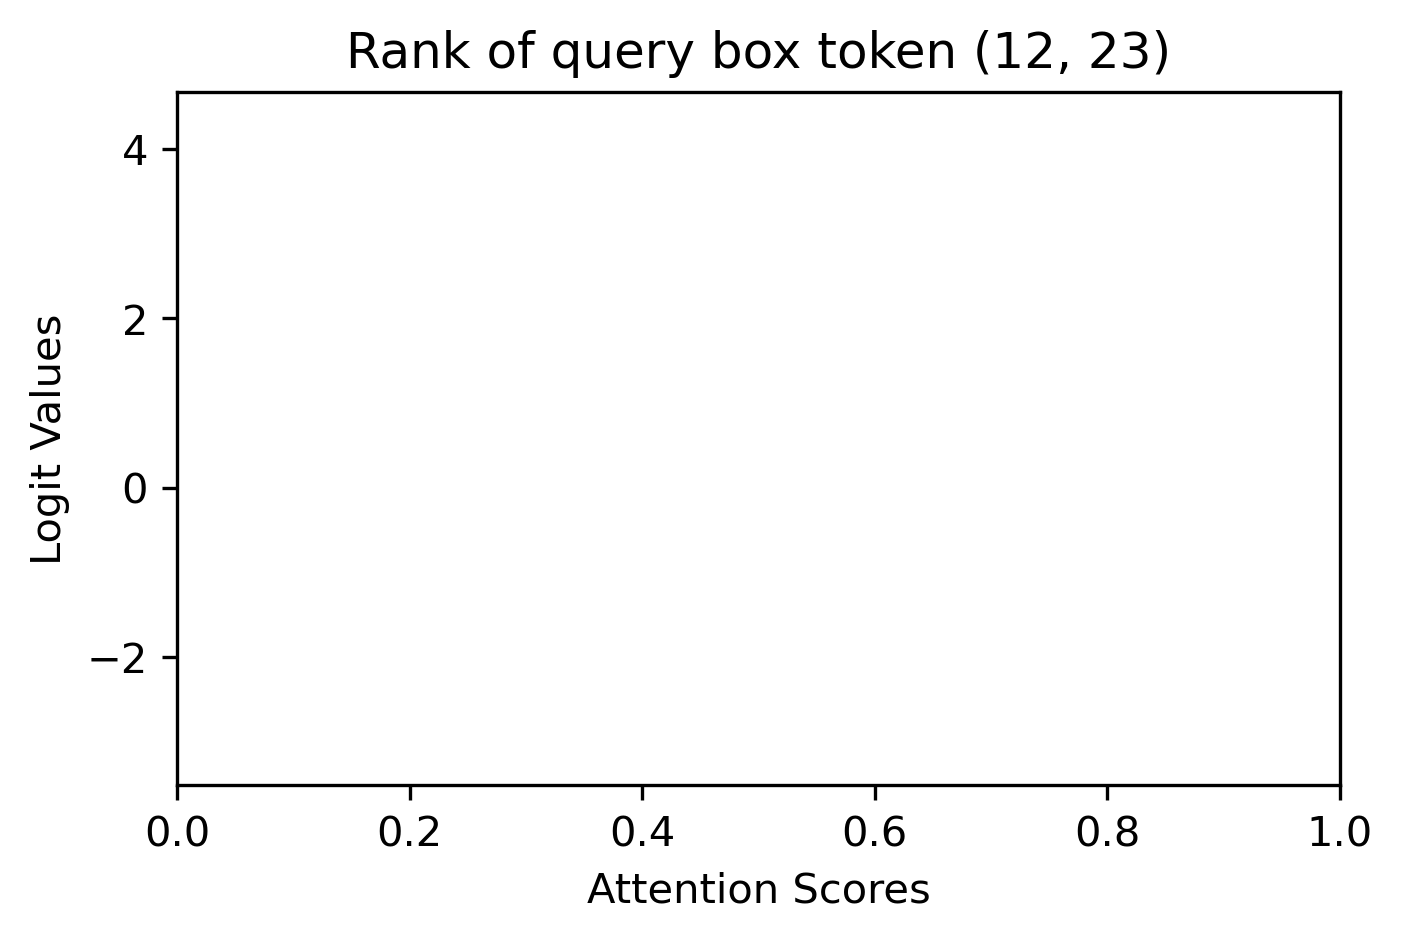 Rank of query box token (12, 23)
4
2
0
−2
Logit Values
0.0 0.2 0.4 0.6 0.8 1.0
Attention Scores